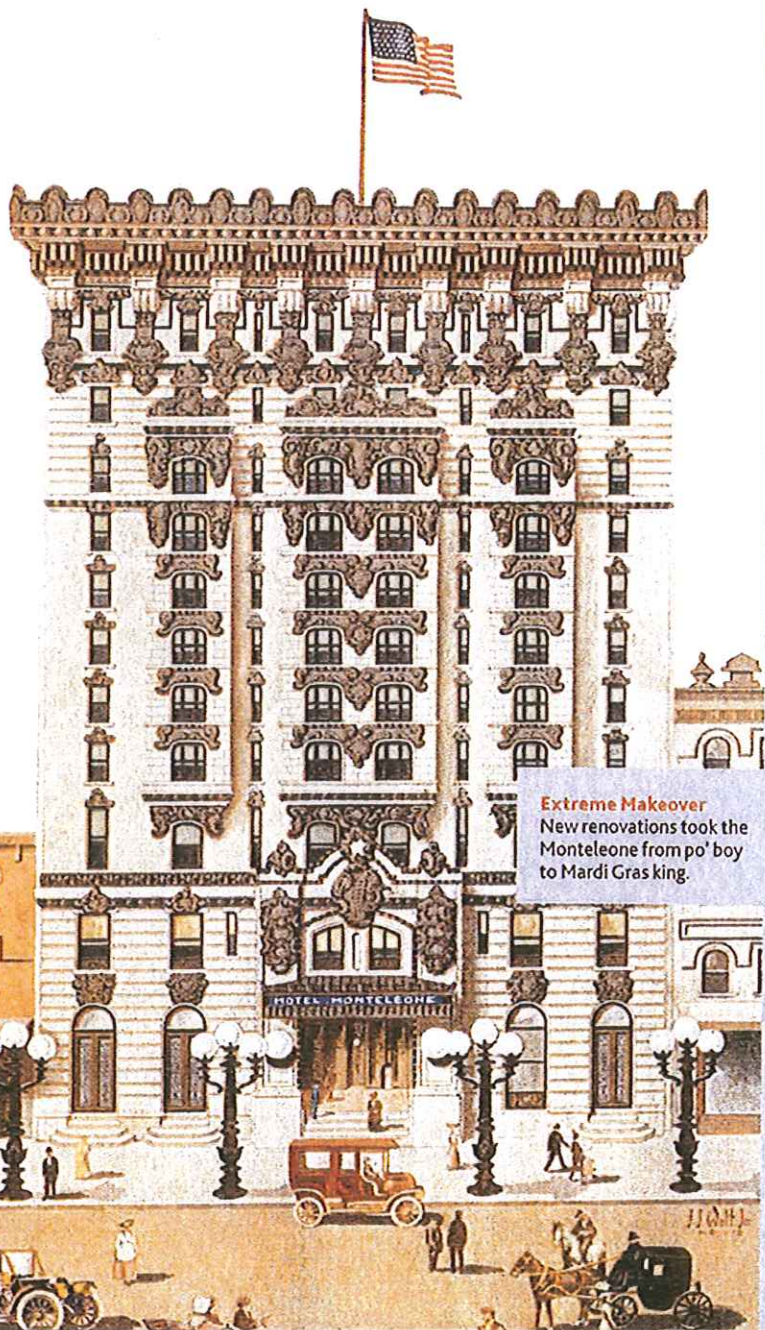 Extreme Makeover
New renovations took the
Monteleone from po' boy
to Mardi Gras king.
HOTEL MONTELEONE